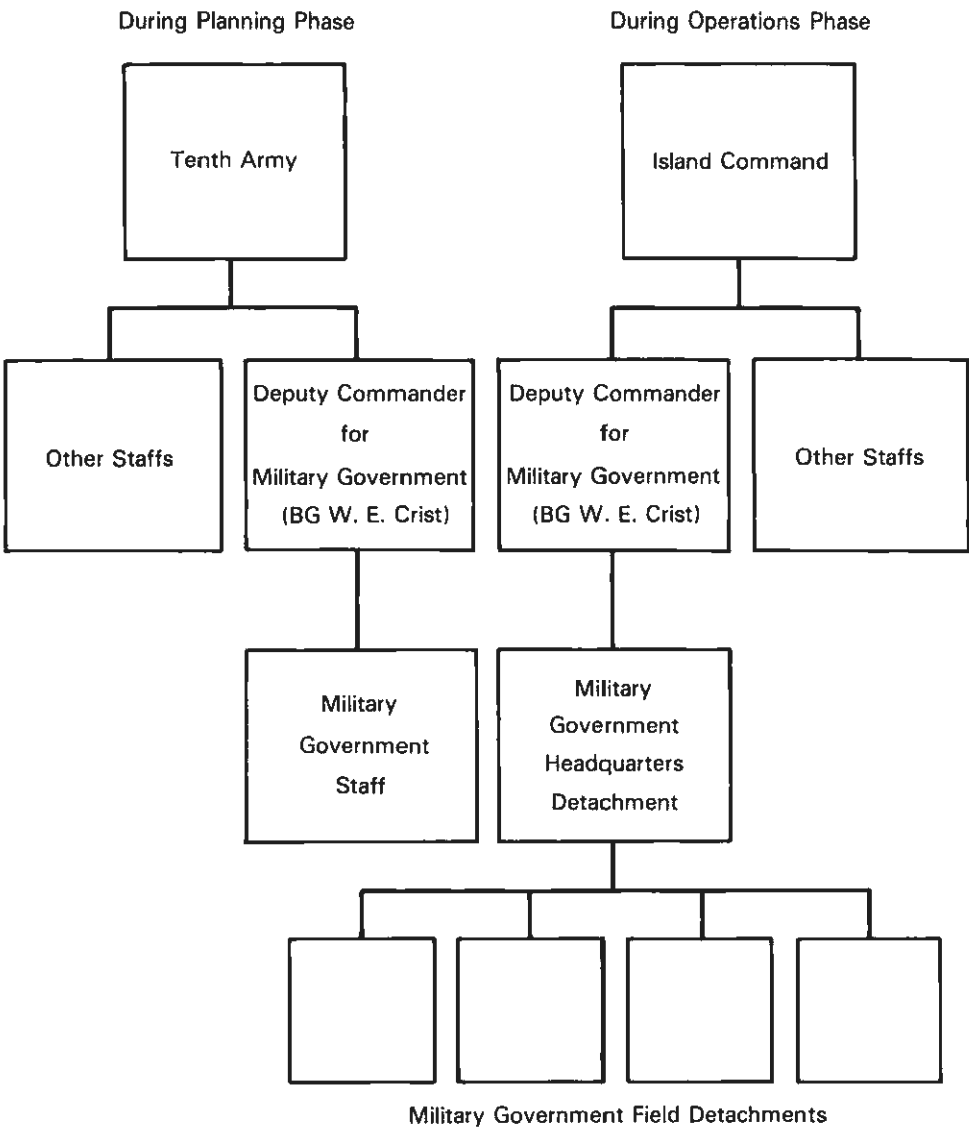 During Planning Phase
During Operations Phase
Tenth Army
Island Command
Other Staffs
Deputy Commander
for
Military Government
(BG W. E. Crist)
Deputy Commander
for
Military Government
(BG W. E. Crist)
Other Staffs
Military
Government
Staff
Military
Government
Headquarters
Detachment
Military Government Field Detachments